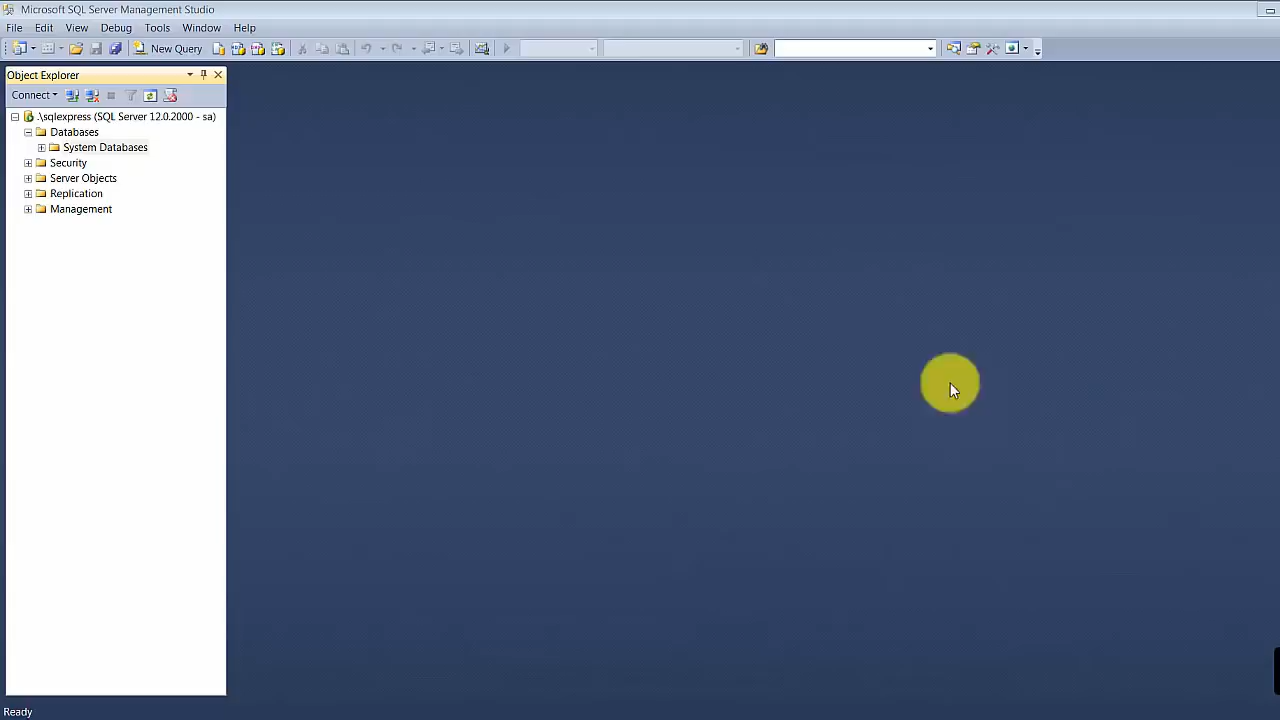 Microsoft SQL Server Management Studio
File Edit View Debug Tools Window Help
New Query
Object Explorer
Connect
.\sqlexpress (SQL Server 12.0.2000 - sa)
Databases
System Databases
Security
Server Objects
Replication
Management
Ready